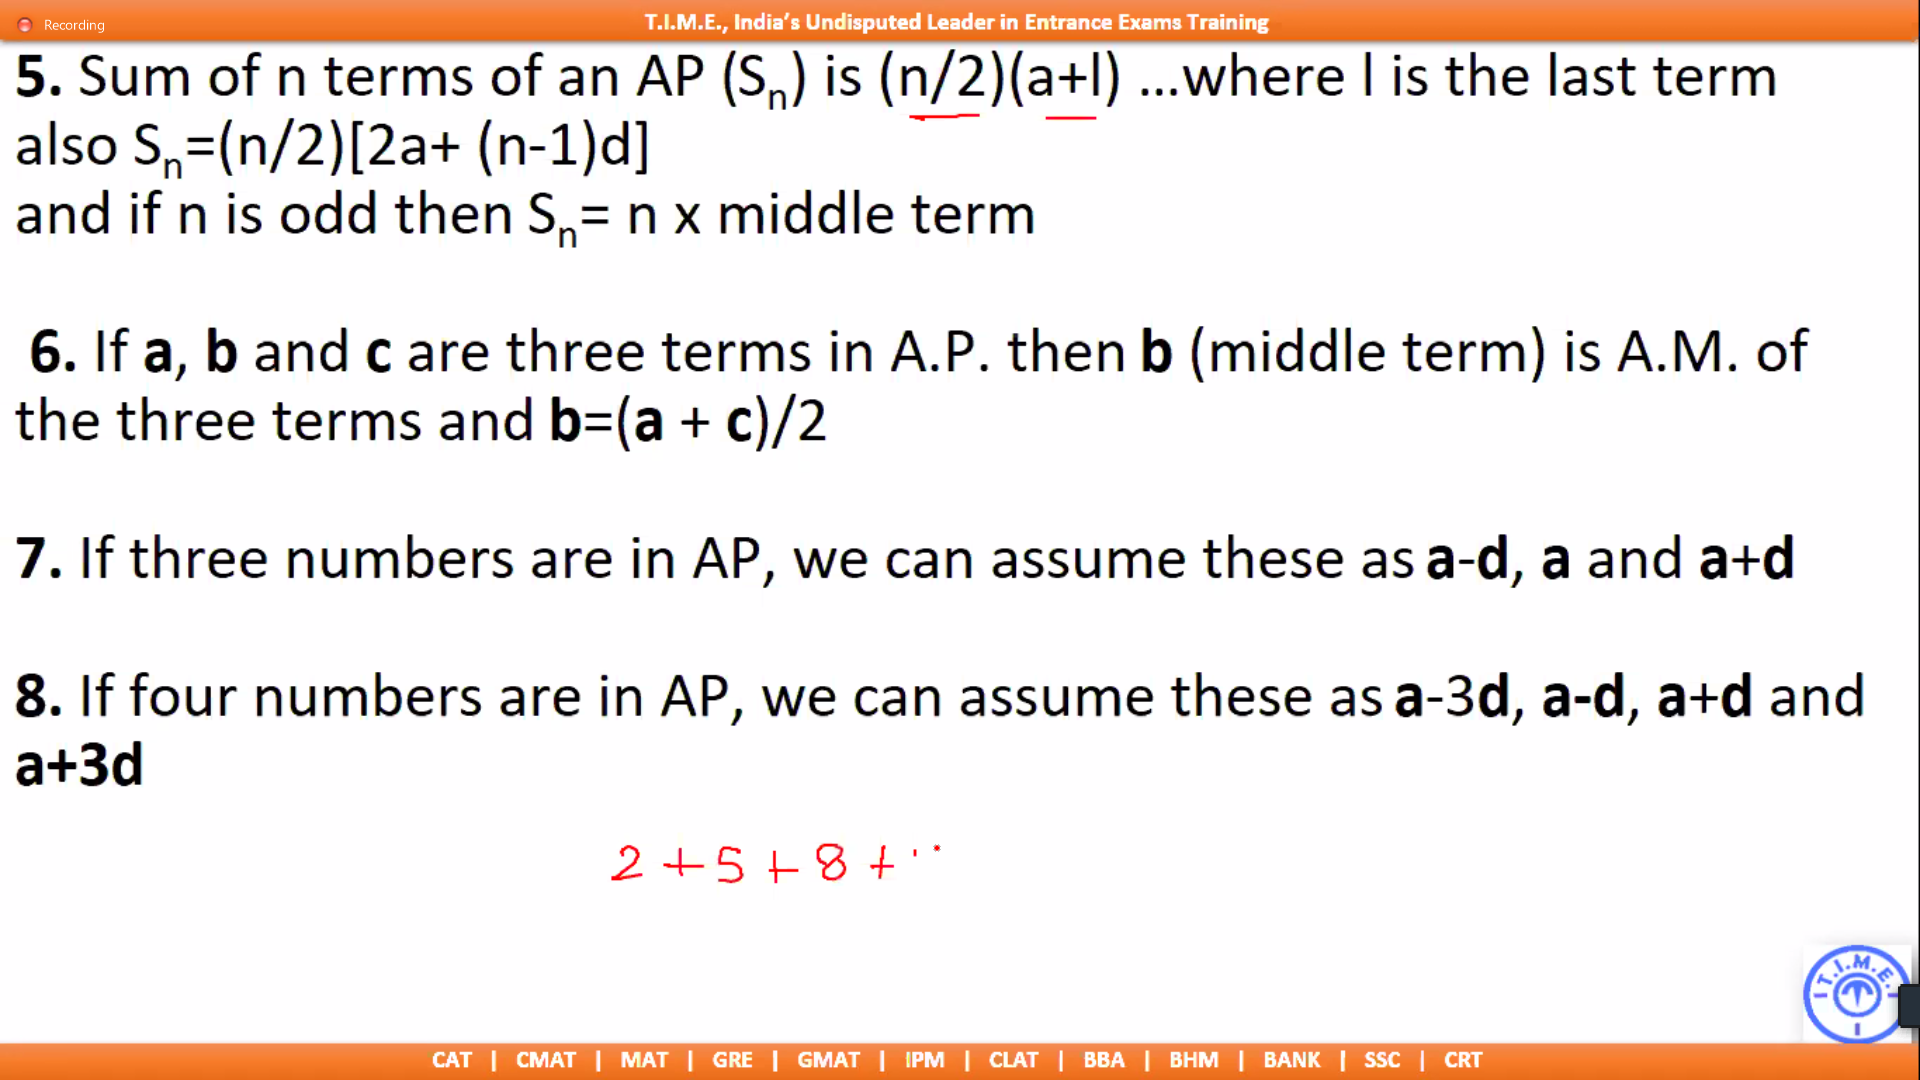 Recording
T.I.M.E., India's Undisputed Leader in Entrance Exams Training
5. Sum of n terms of an AP (Sn) is (n/2)(a+l) ...where l is the last term
also Sn=(n/2)[2a+ (n-1)d]
and if n is odd then Sn= n x middle term
6. If a, b and c are three terms in A.P. then b (middle term) is A.M. of
the three terms and b=(a + c)/2
7. If three numbers are in AP, we can assume these as a-d, a and a+d
8. If four numbers are in AP, we can assume these as a-3d, a-d, a+d and
a+3d
2 + 5 + 8 + ..
T.I.M.E.
CAT | CMAT | MAT | GRE | GMAT | IPM | CLAT | BBA | BHM | BANK | SSC | CRT